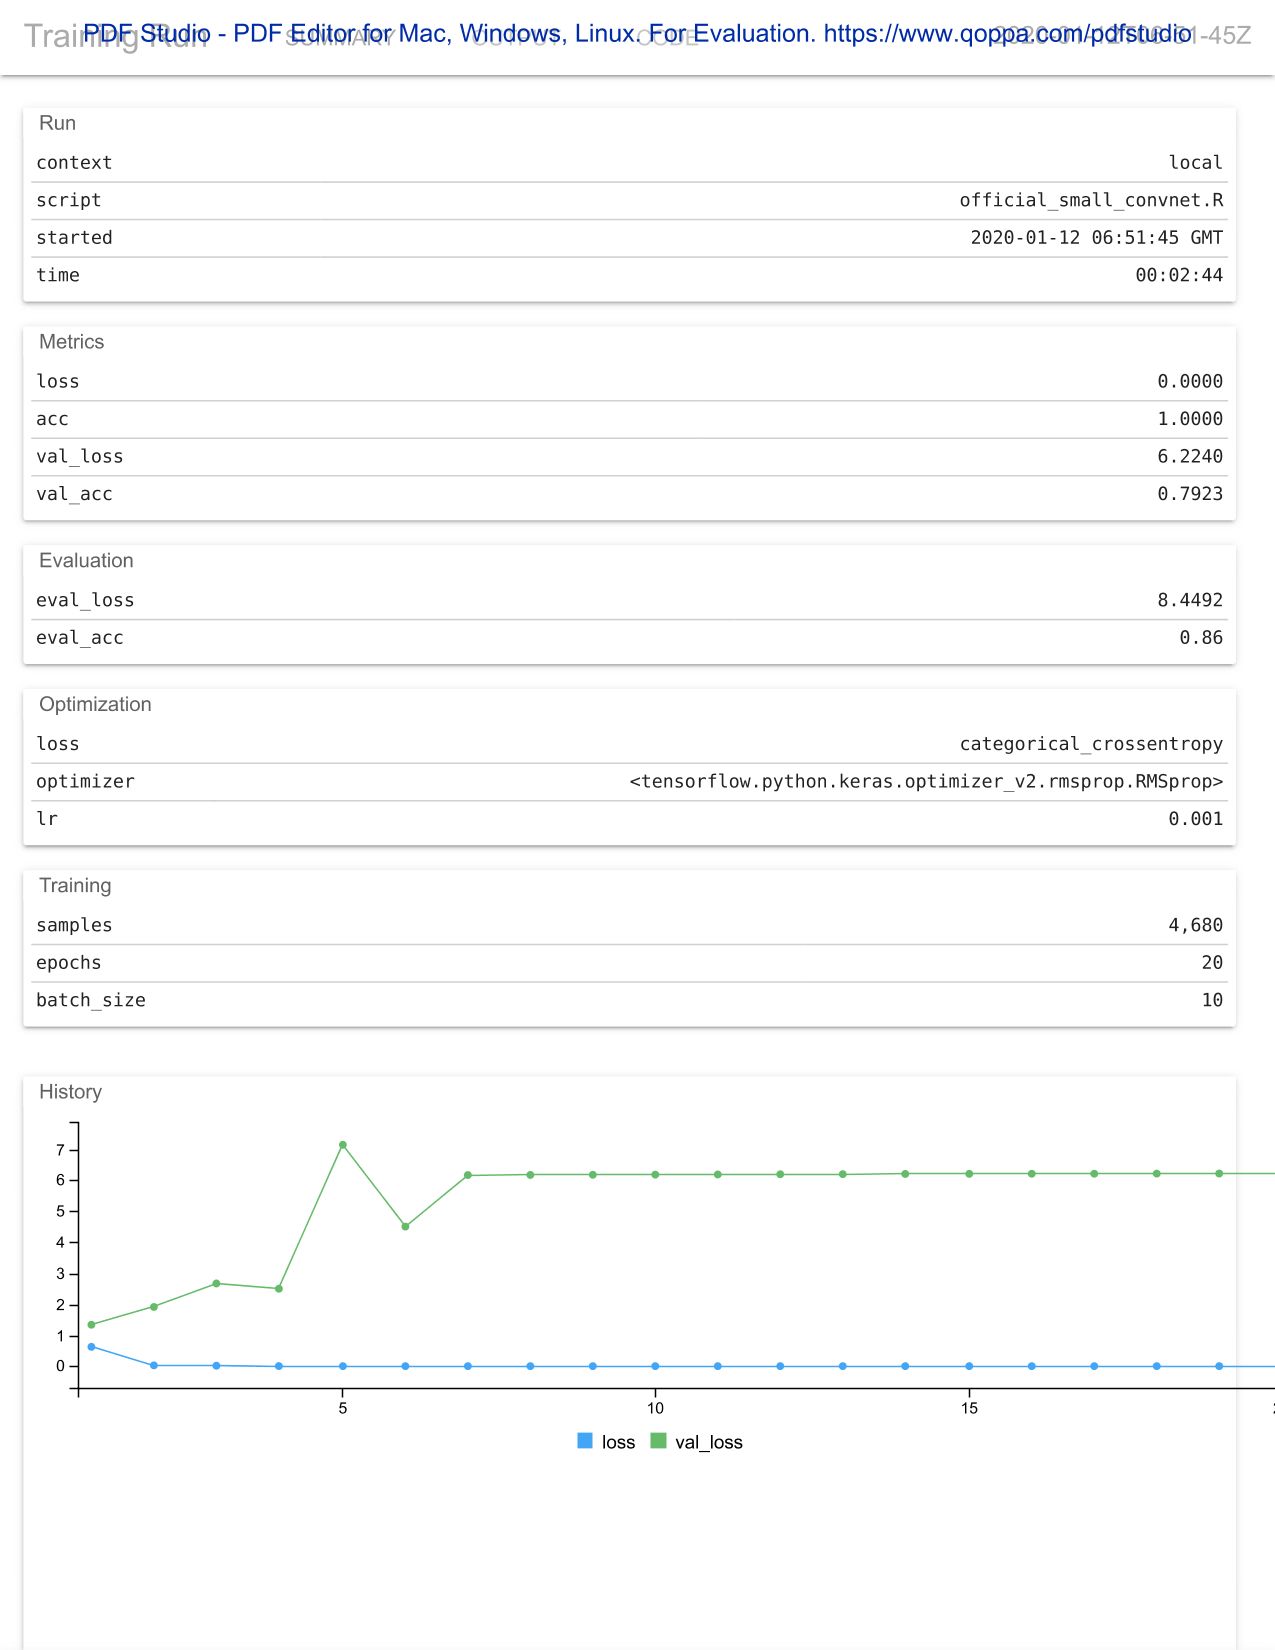 Training Run SUMMARY OUTPUT CODE 2020-01-12T06-51-45Z
PDF Studio - PDF Editor for Mac, Windows, Linux. For Evaluation. https://www.qoppa.com/pdfstudio
Run
context local
script official_small_convnet.R
started 2020-01-12 06:51:45 GMT
time 00:02:44
Metrics
loss 0.0000
acc 1.0000
val_loss 6.2240
val_acc 0.7923
Evaluation
eval_loss 8.4492
eval_acc 0.86
Optimization
loss categorical_crossentropy
optimizer <tensorflow.python.keras.optimizer_v2.rmsprop.RMSprop>
lr 0.001
Training
samples 4,680
epochs 20
batch_size 10
History
7
6
5
4
3
2
1
0
5 10 15
loss val_loss